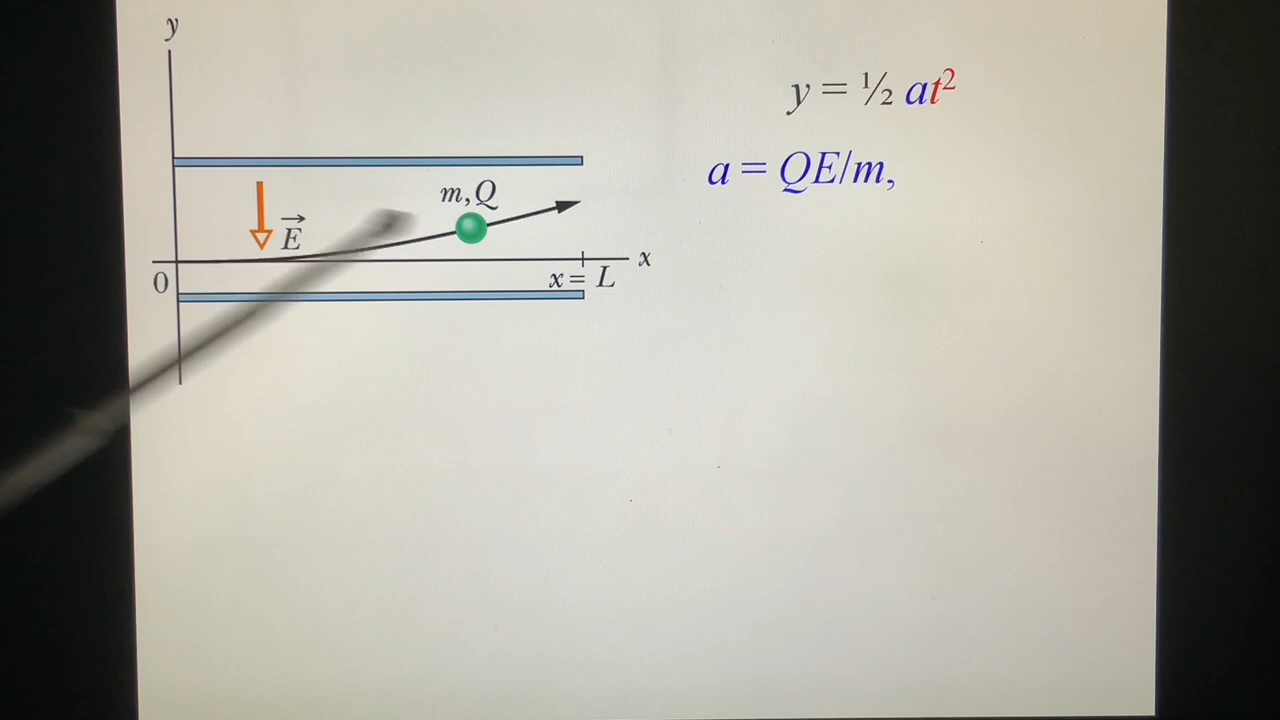 y
y = ½ at²
a = QE/m,
m,Q
E
0
x
x = L